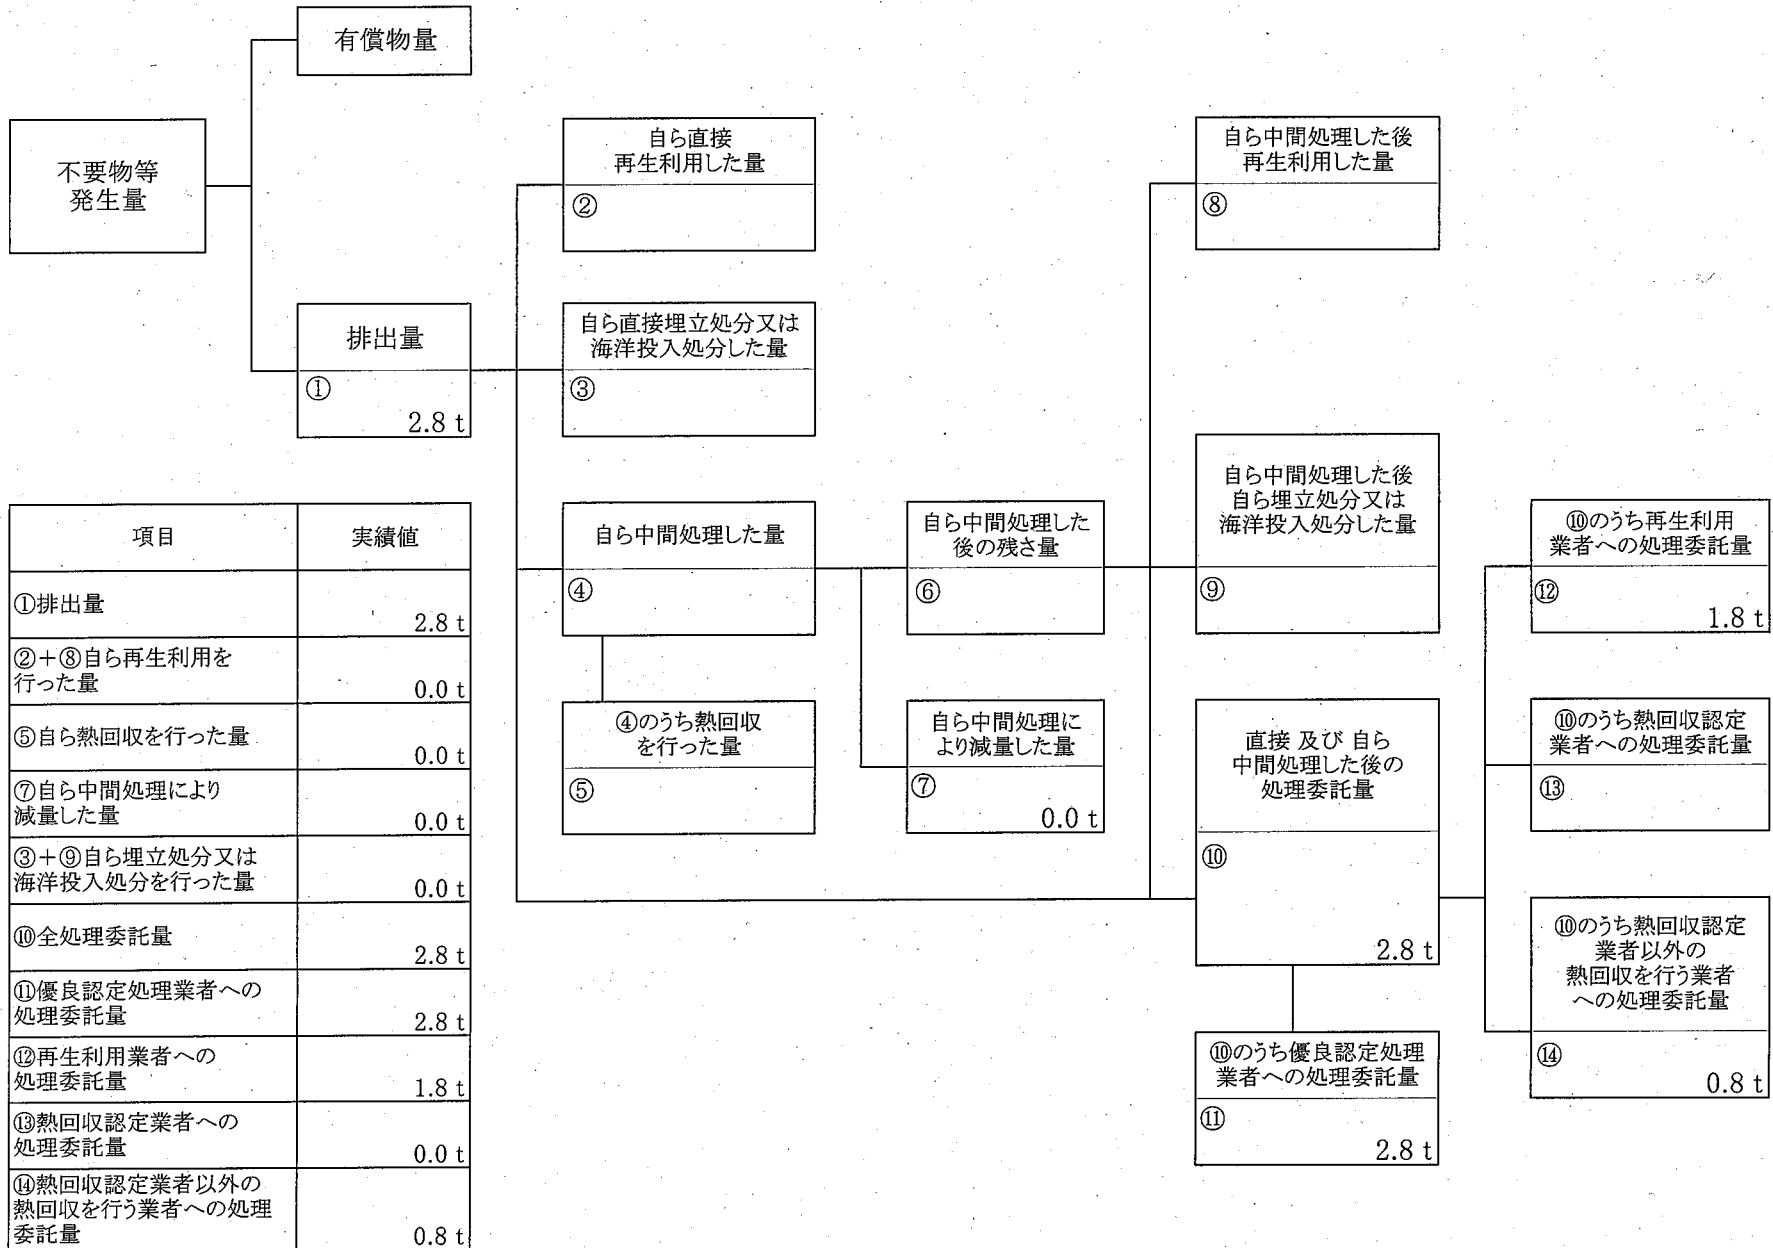 有償物量
不要物等
発生量
排出量
①
2.8 t
自ら直接
再生利用した量
②
自ら直接埋立処分又は
海洋投入処分した量
③
自ら中間処理した量
④
④のうち熱回収
を行った量
⑤
自ら中間処理した
後の残さ量
⑥
自ら中間処理に
より減量した量
⑦
0.0 t
自ら中間処理した後
再生利用した量
⑧
自ら中間処理した後
自ら埋立処分又は
海洋投入処分した量
⑨
直接 及び 自ら
中間処理した後の
処理委託量
⑩
2.8 t
⑩のうち優良認定処理
業者への処理委託量
⑪
2.8 t
⑩のうち再生利用
業者への処理委託量
⑫
1.8 t
⑩のうち熱回収認定
業者への処理委託量
⑬
⑩のうち熱回収認定
業者以外の
熱回収を行う業者
への処理委託量
⑭
0.8 t
項目 実績値
①排出量
2.8 t
②+⑧自ら再生利用を
行った量
0.0 t
⑤自ら熱回収を行った量
0.0 t
⑦自ら中間処理により
減量した量
0.0 t
③+⑨自ら埋立処分又は
海洋投入処分を行った量
0.0 t
⑩全処理委託量
2.8 t
⑪優良認定処理業者への
処理委託量
2.8 t
⑫再生利用業者への
処理委託量
1.8 t
⑬熱回収認定業者への
処理委託量
0.0 t
⑭熱回収認定業者以外の
熱回収を行う業者への処理
委託量
0.8 t